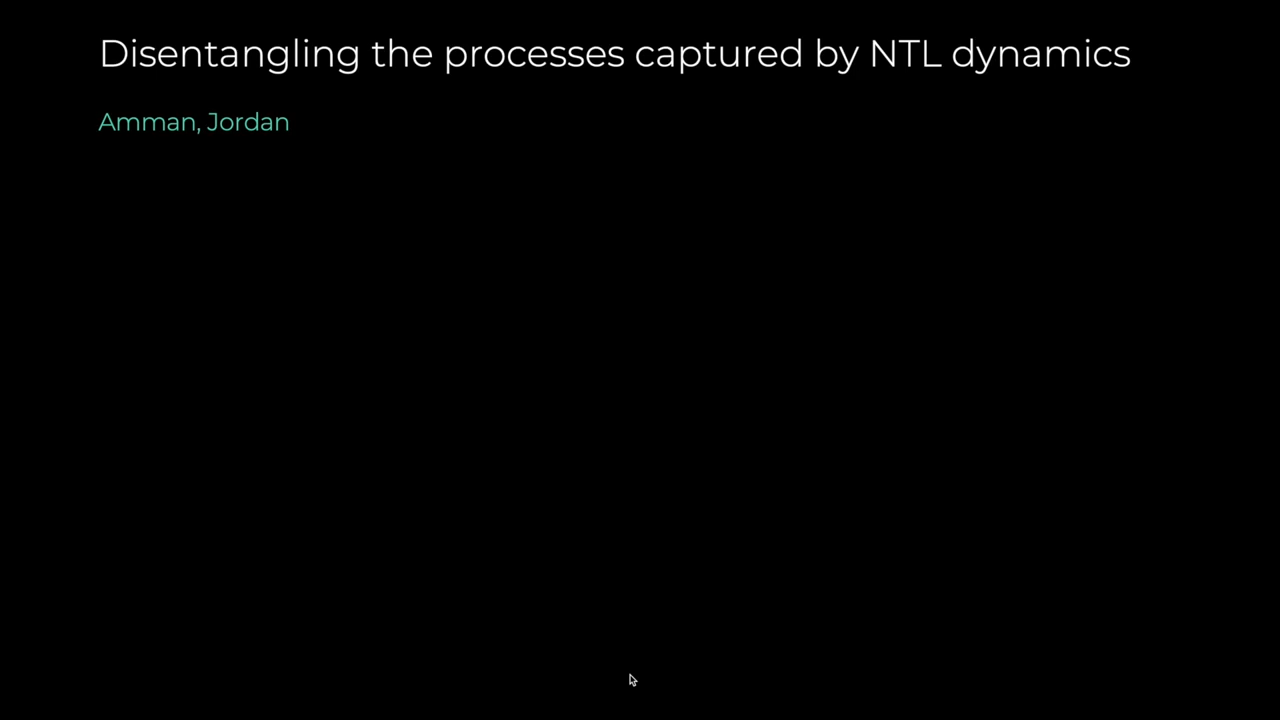 Disentangling the processes captured by NTL dynamics
Amman, Jordan